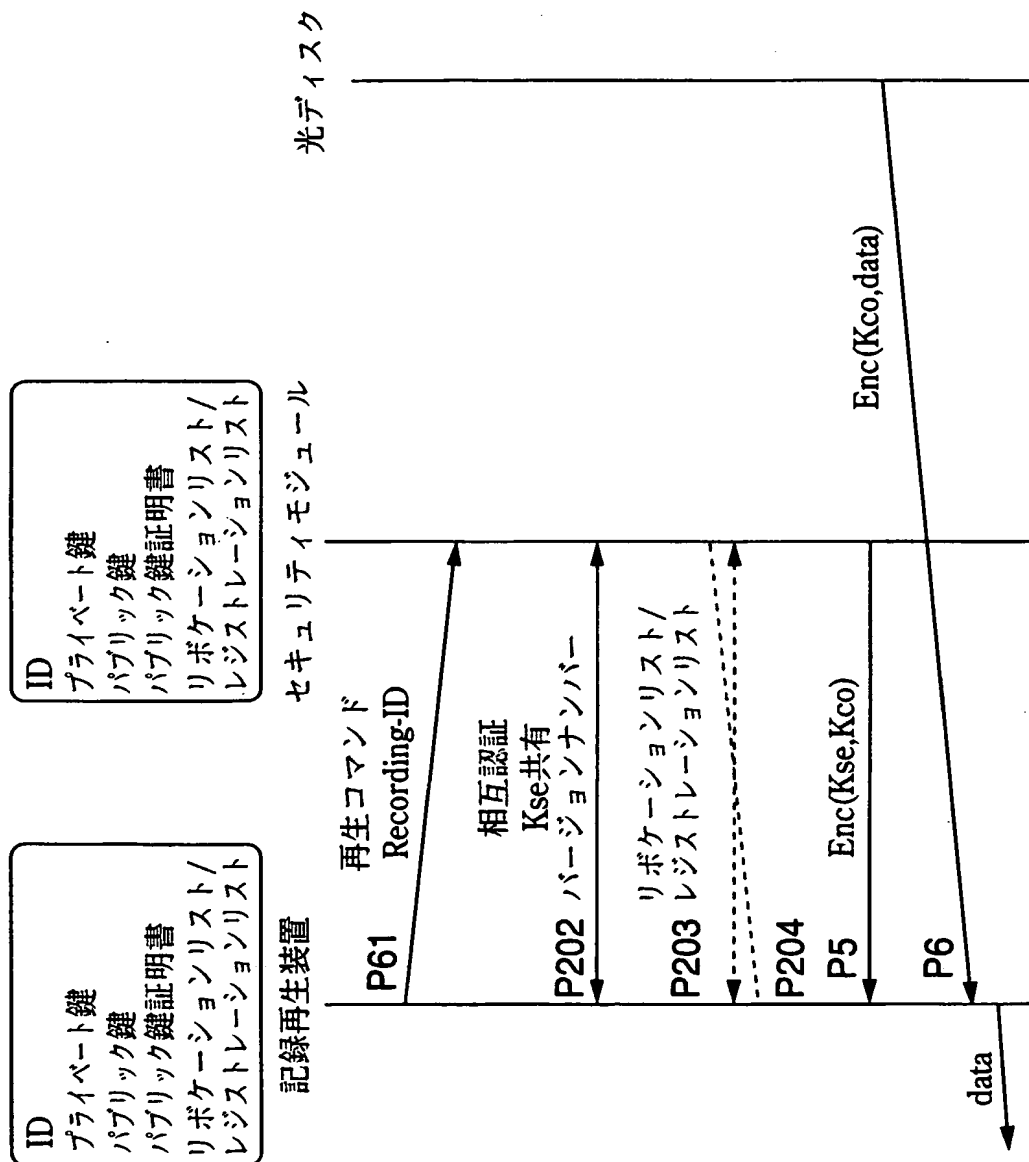 ID
プライベート鍵
パブリック鍵
パブリック鍵証明書
リボケーションリスト/
レジストレーションリスト
記録再生装置
ID
プライベート鍵
パブリック鍵
パブリック鍵証明書
リボケーションリスト/
レジストレーションリスト
セキュリティモジュール
光ディスク
P61
再生コマンド
Recording-ID
相互認証
Kse共有
P202 バージョンナンバー
リボケーションリスト/
P203 レジストレーションリスト
P204
P5
Enc(Kse,Kco)
P6
Enc(Kco,data)
data